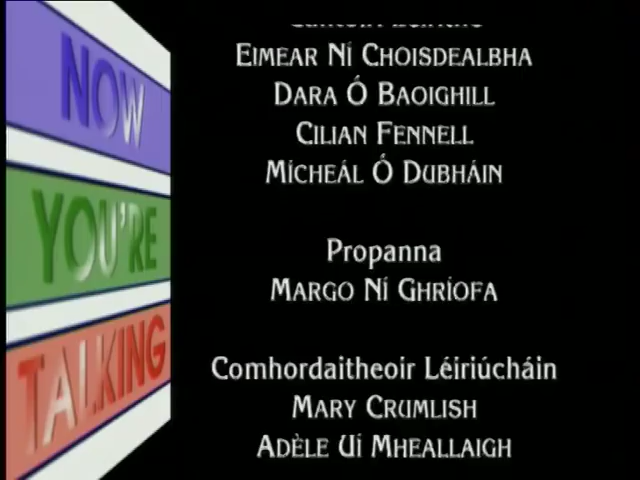 NOW
YOU'RE
TALKING
EIMEAR NÍ CHOISDEALBHA
DARA Ó BAOIGHILL
CILIAN FENNELL
MÍCHEÁL Ó DUBHÁIN
Propanna
MARGO NÍ GHRÍOFA
Comhordaitheoir Léiriúcháin
MARY CRUMLISH
ADÈLE UÍ MHEALLAIGH